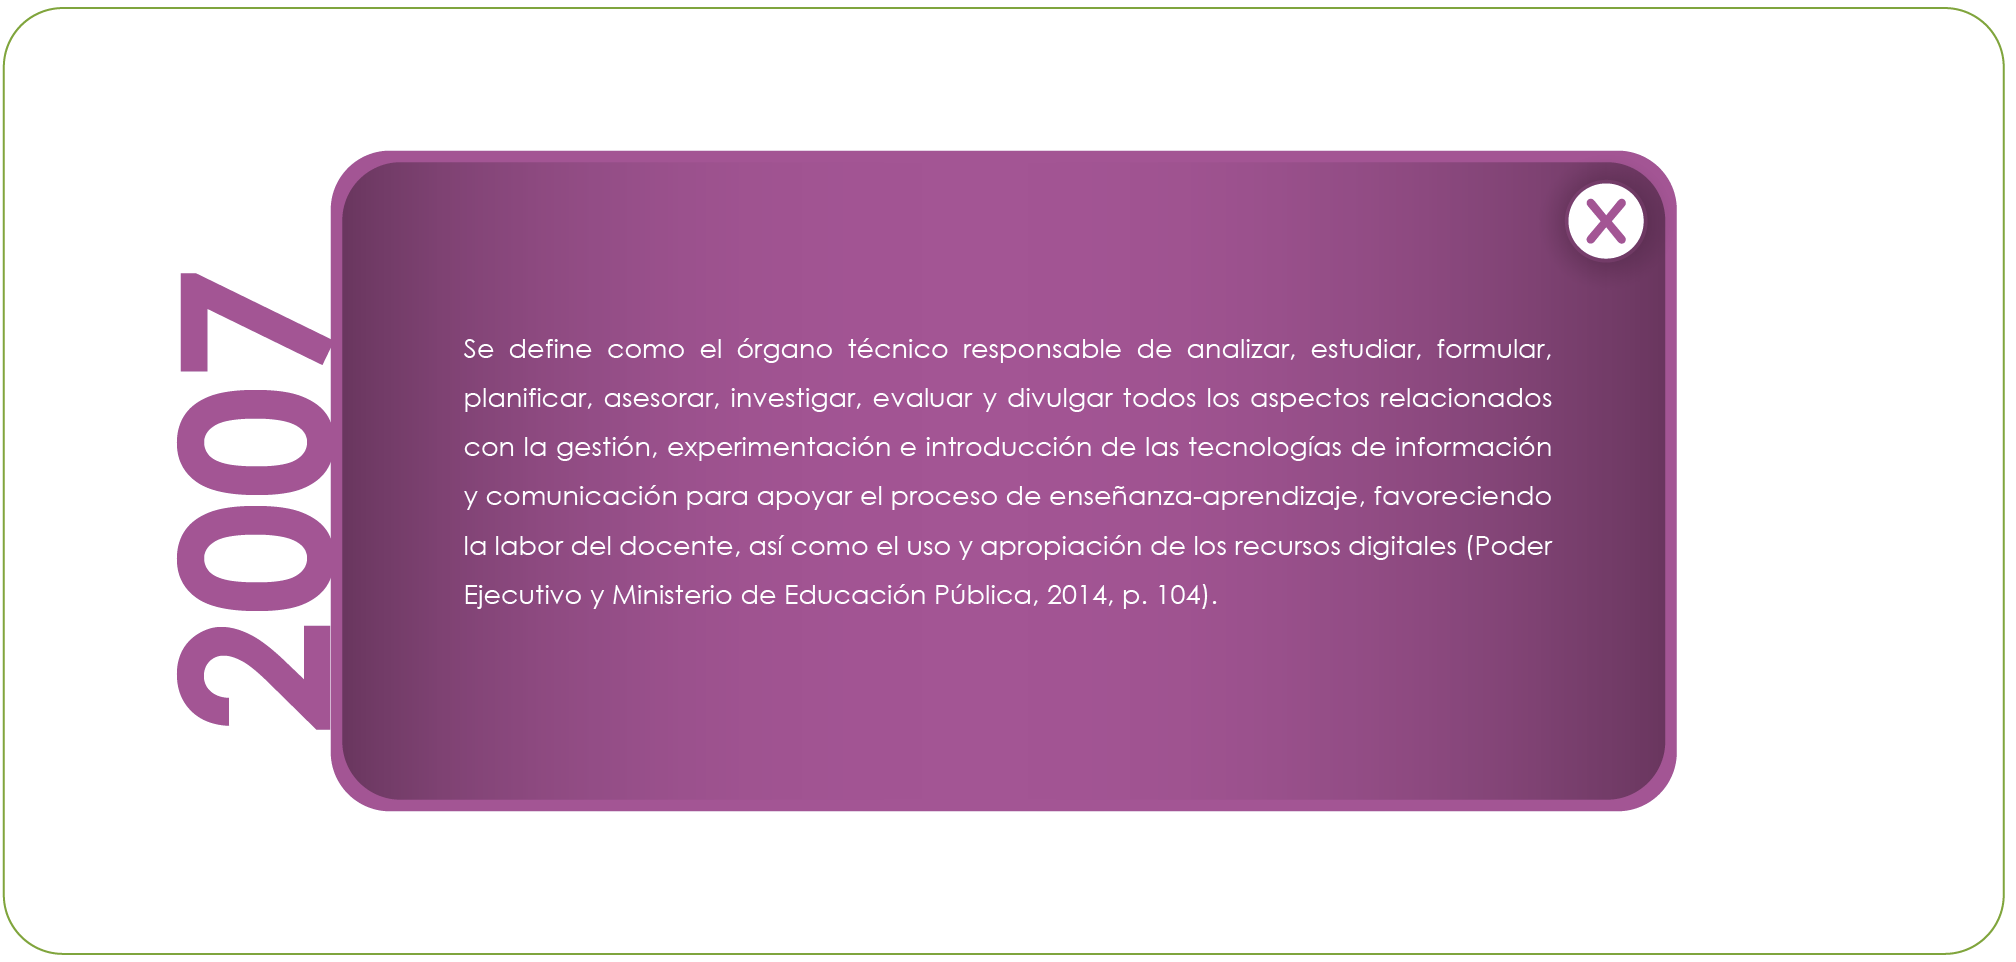 2007
X
Se define como el órgano técnico responsable de analizar, estudiar, formular,
planificar, asesorar, investigar, evaluar y divulgar todos los aspectos relacionados
con la gestión, experimentación e introducción de las tecnologías de información
y comunicación para apoyar el proceso de enseñanza-aprendizaje, favoreciendo
la labor del docente, así como el uso y apropiación de los recursos digitales (Poder
Ejecutivo y Ministerio de Educación Pública, 2014, p. 104).